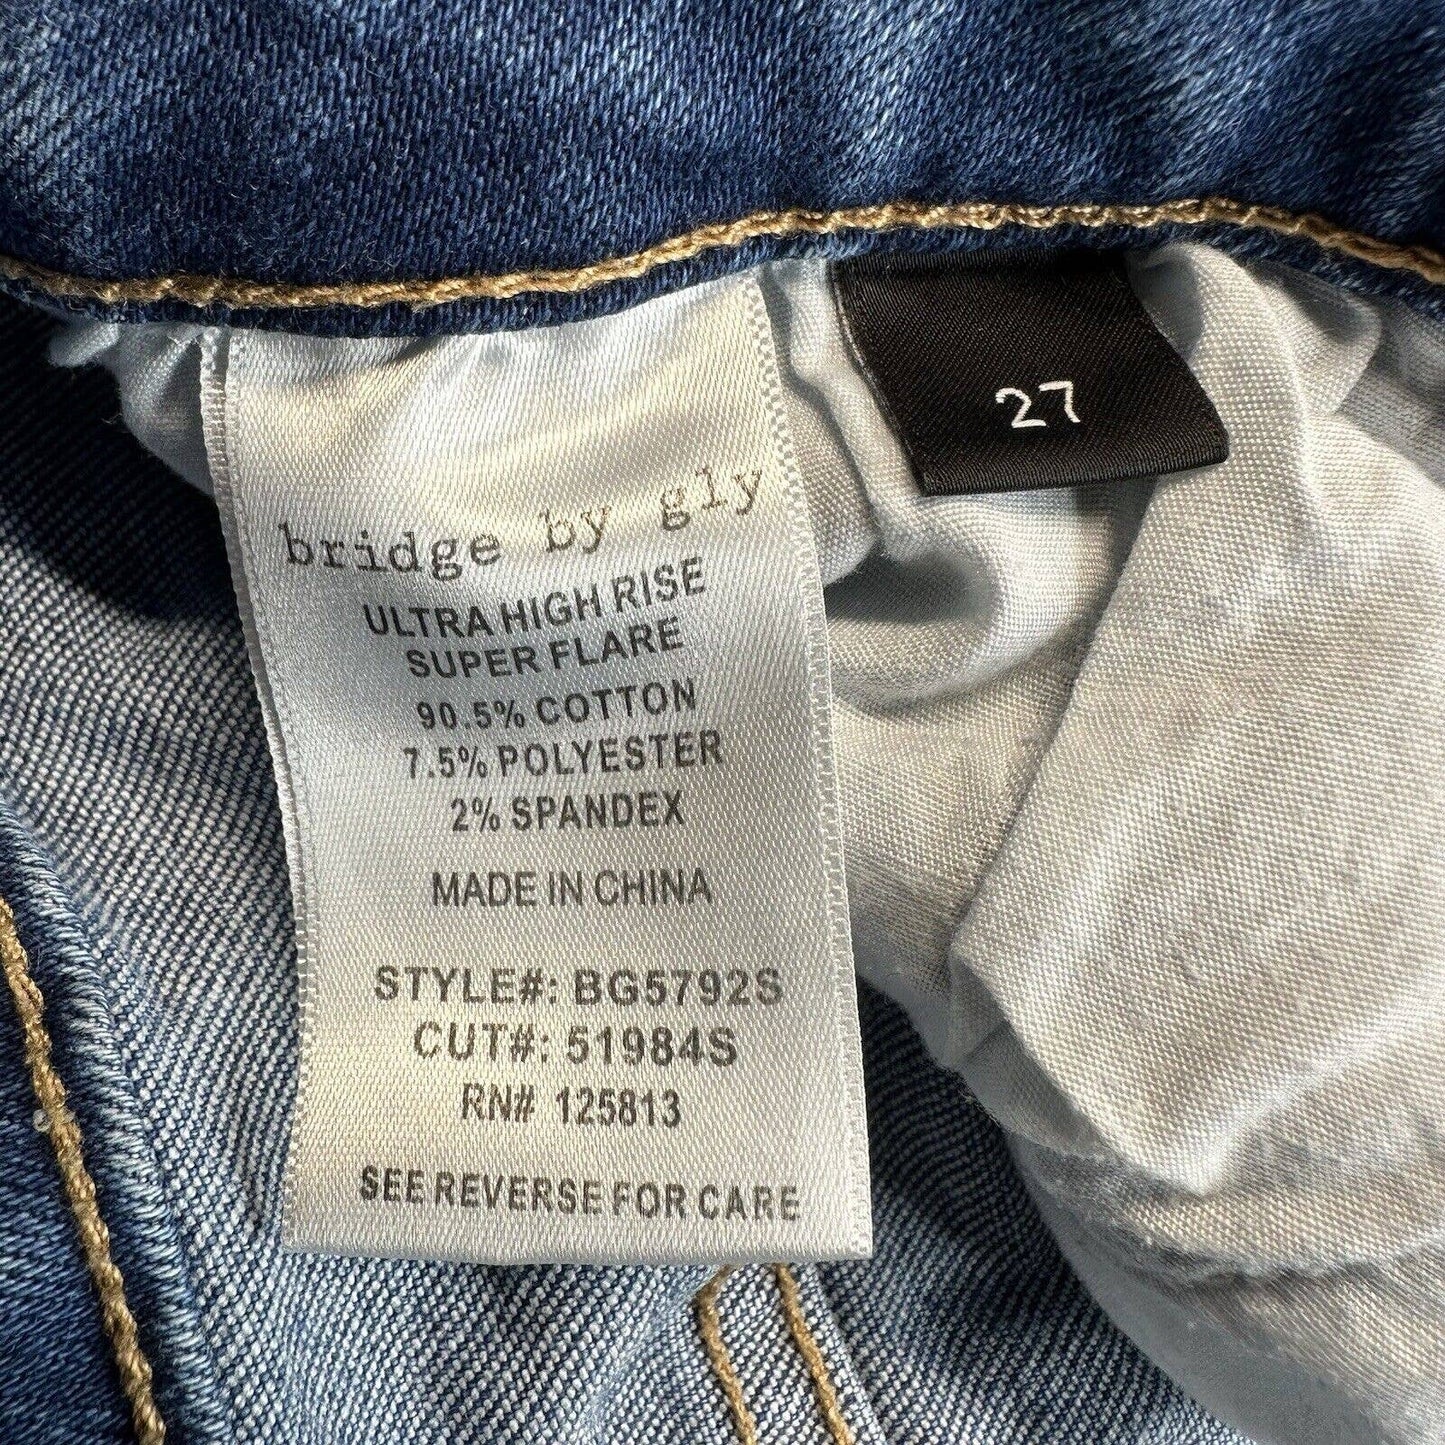 bridge by gly
ULTRA HIGH RISE
SUPER FLARE
90.5% COTTON
7.5% POLYESTER
2% SPANDEX
MADE IN CHINA
STYLE#: BG5792S
CUT#: 51984S
RN# 125813
SEE REVERSE FOR CARE
27